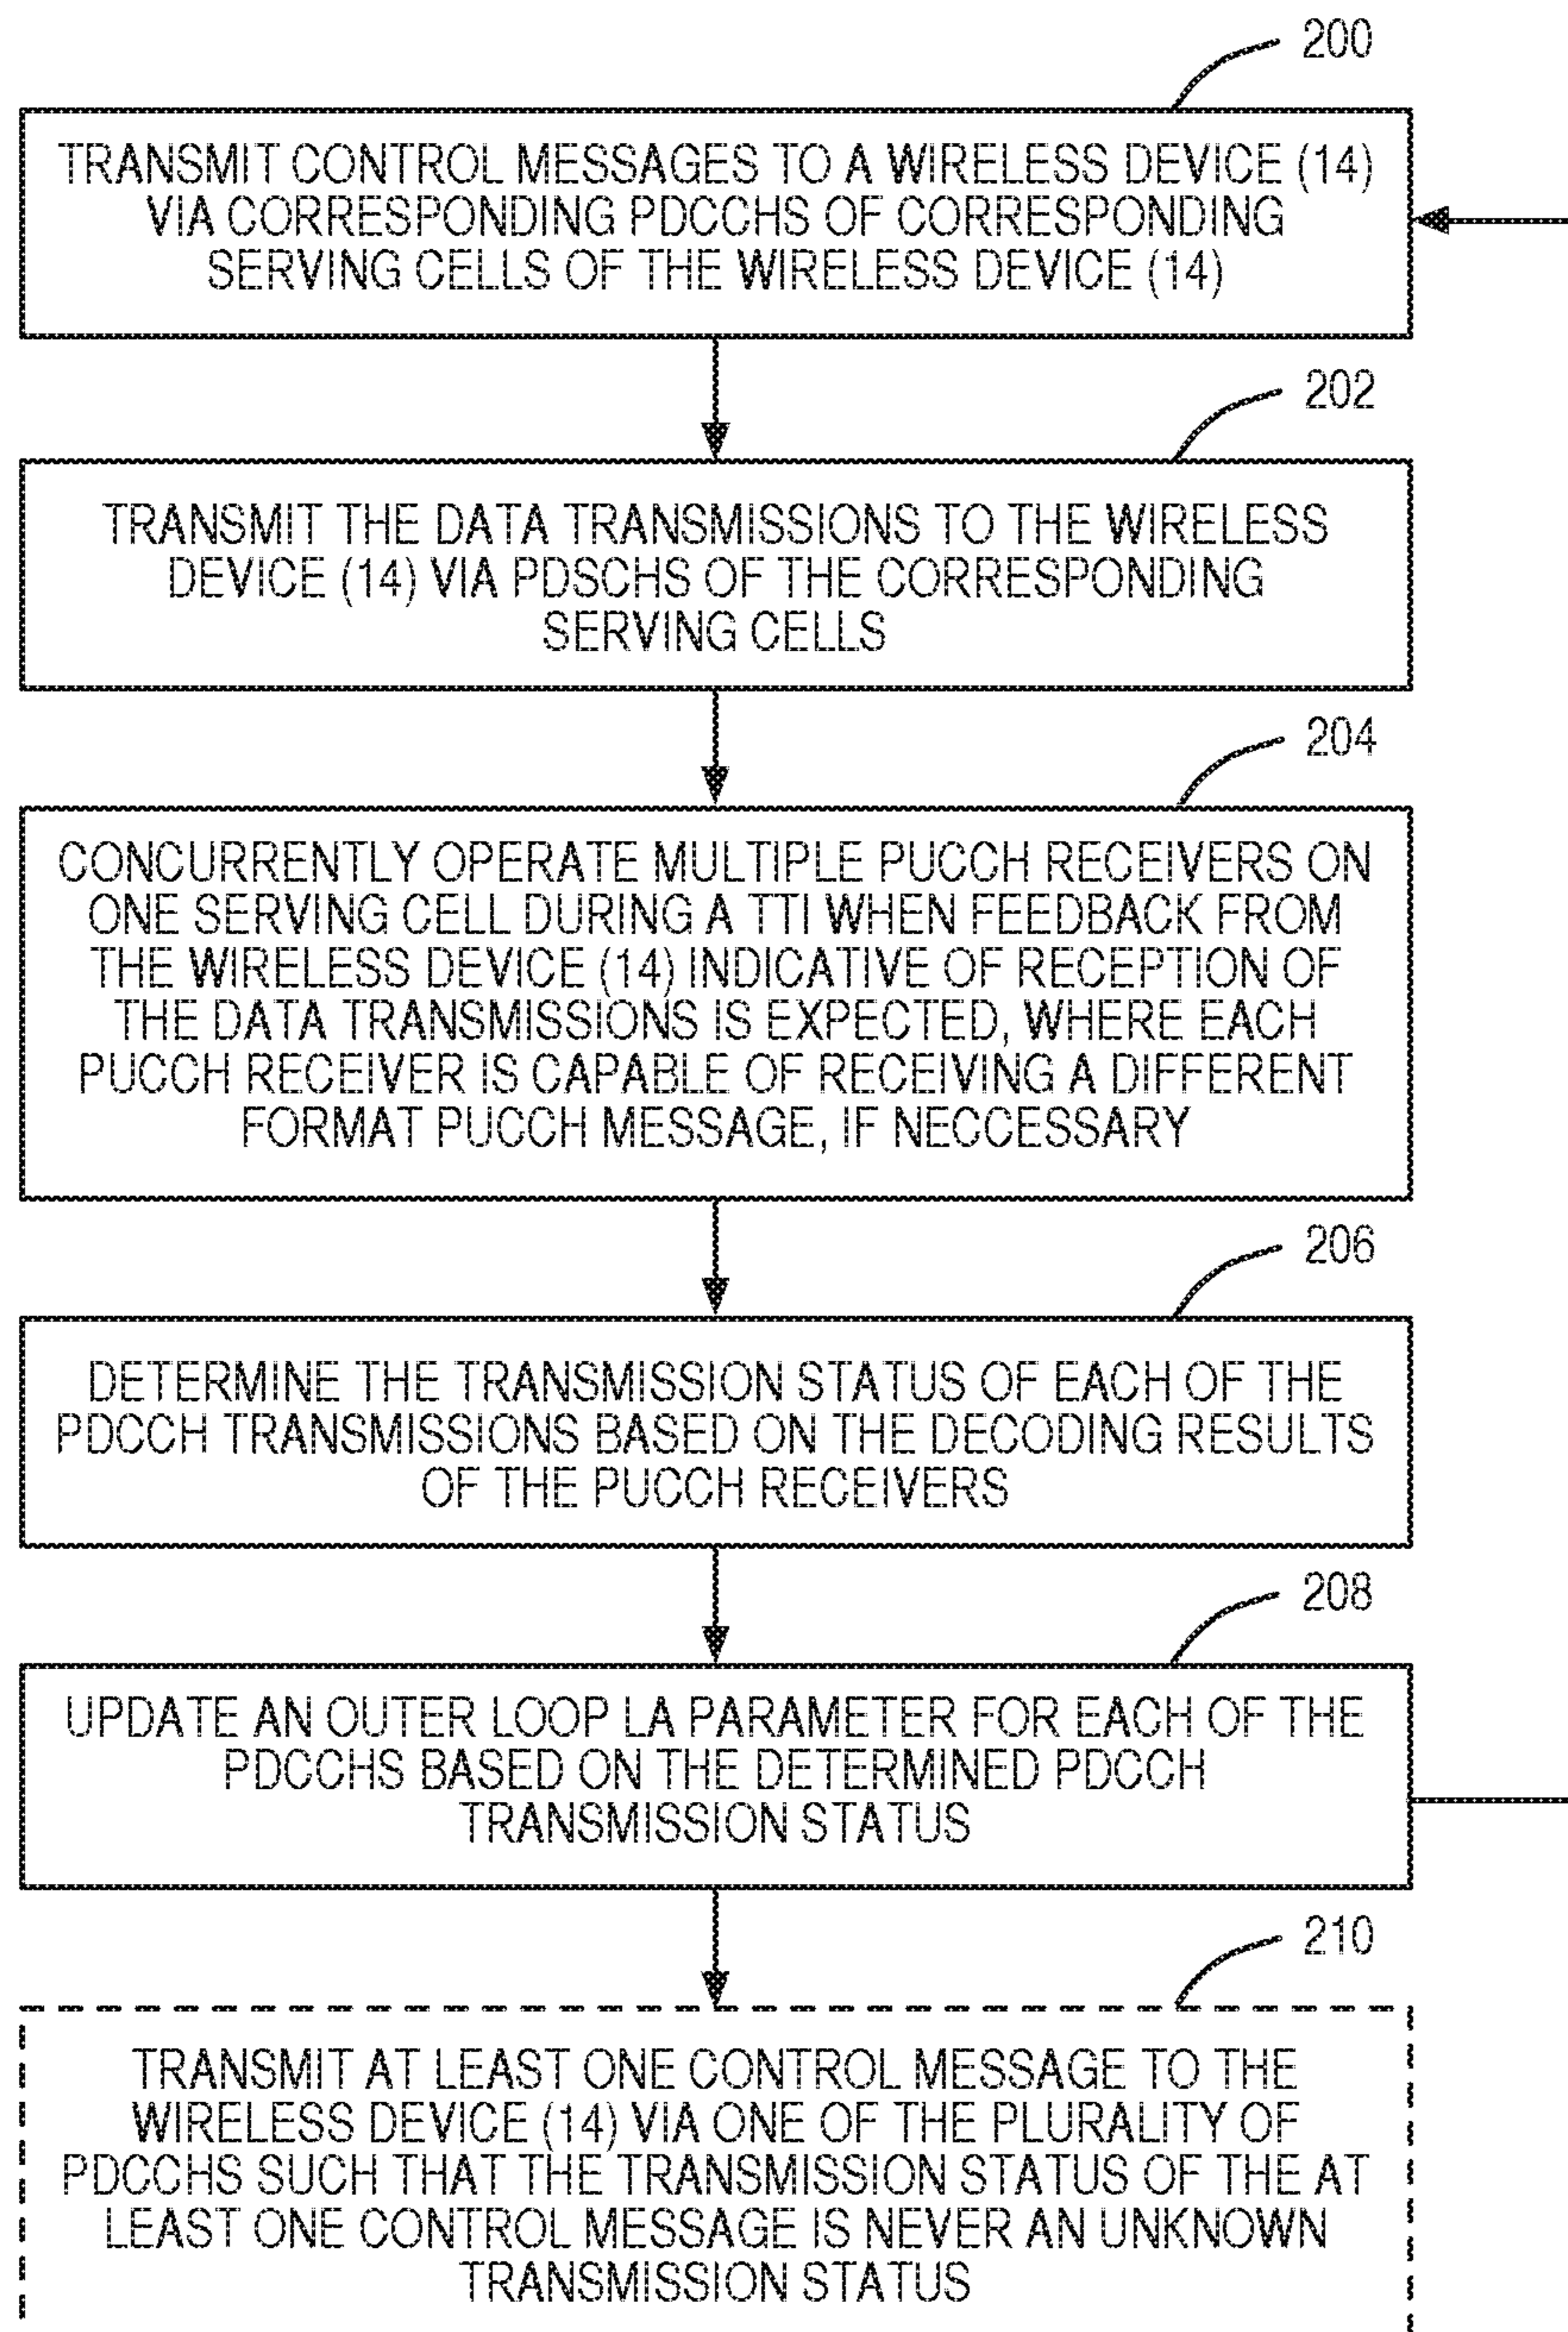 200
TRANSMIT CONTROL MESSAGES TO A WIRELESS DEVICE (14)
VIA CORRESPONDING PDCCHS OF CORRESPONDING
SERVING CELLS OF THE WIRELESS DEVICE (14)
202
TRANSMIT THE DATA TRANSMISSIONS TO THE WIRELESS
DEVICE (14) VIA PDSCHS OF THE CORRESPONDING
SERVING CELLS
204
CONCURRENTLY OPERATE MULTIPLE PUCCH RECEIVERS ON
ONE SERVING CELL DURING A TTI WHEN FEEDBACK FROM
THE WIRELESS DEVICE (14) INDICATIVE OF RECEPTION OF
THE DATA TRANSMISSIONS IS EXPECTED, WHERE EACH
PUCCH RECEIVER IS CAPABLE OF RECEIVING A DIFFERENT
FORMAT PUCCH MESSAGE, IF NECCESSARY
206
DETERMINE THE TRANSMISSION STATUS OF EACH OF THE
PDCCH TRANSMISSIONS BASED ON THE DECODING RESULTS
OF THE PUCCH RECEIVERS
208
UPDATE AN OUTER LOOP LA PARAMETER FOR EACH OF THE
PDCCHS BASED ON THE DETERMINED PDCCH
TRANSMISSION STATUS
210
TRANSMIT AT LEAST ONE CONTROL MESSAGE TO THE
WIRELESS DEVICE (14) VIA ONE OF THE PLURALITY OF
PDCCHS SUCH THAT THE TRANSMISSION STATUS OF THE AT
LEAST ONE CONTROL MESSAGE IS NEVER AN UNKNOWN
TRANSMISSION STATUS